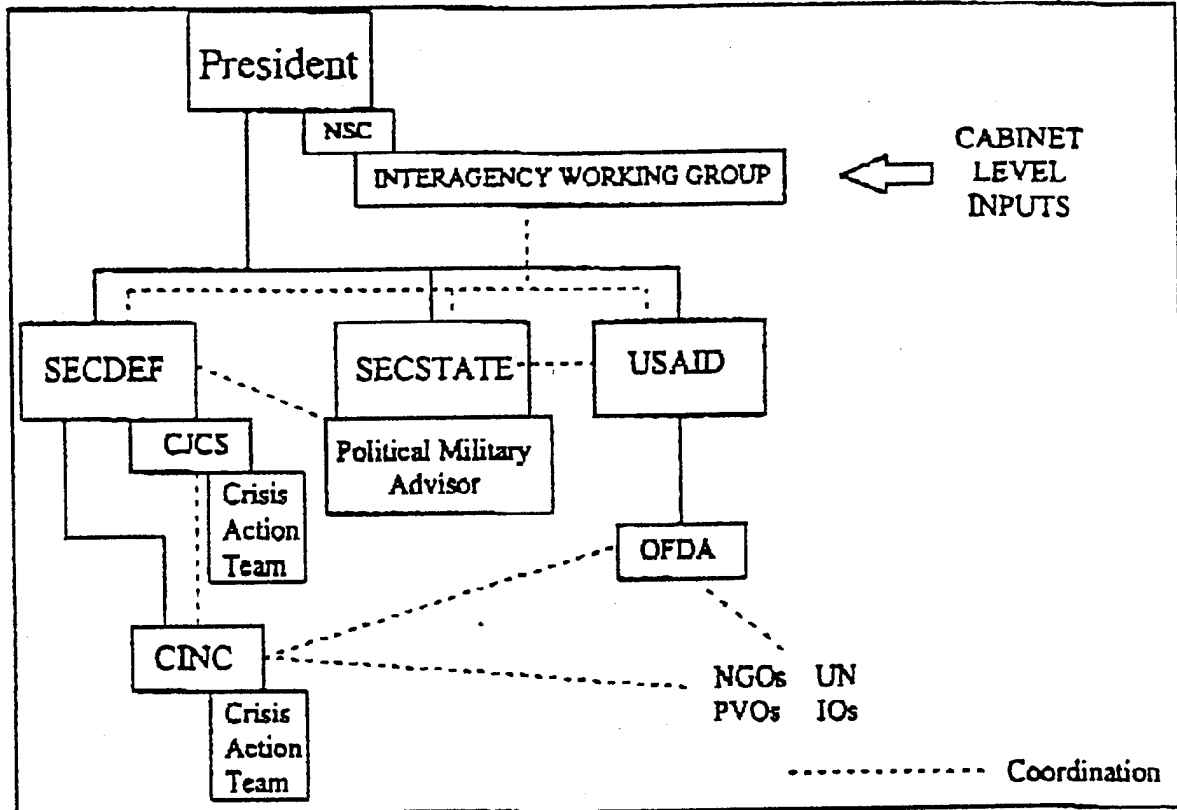 President
NSC
INTERAGENCY WORKING GROUP
CABINET
LEVEL
INPUTS
SECDEF
SECSTATE
USAID
CJCS
Political Military
Advisor
Crisis
Action
Team
OFDA
CINC
NGOs UN
PVOs IOs
Crisis
Action
Team
Coordination